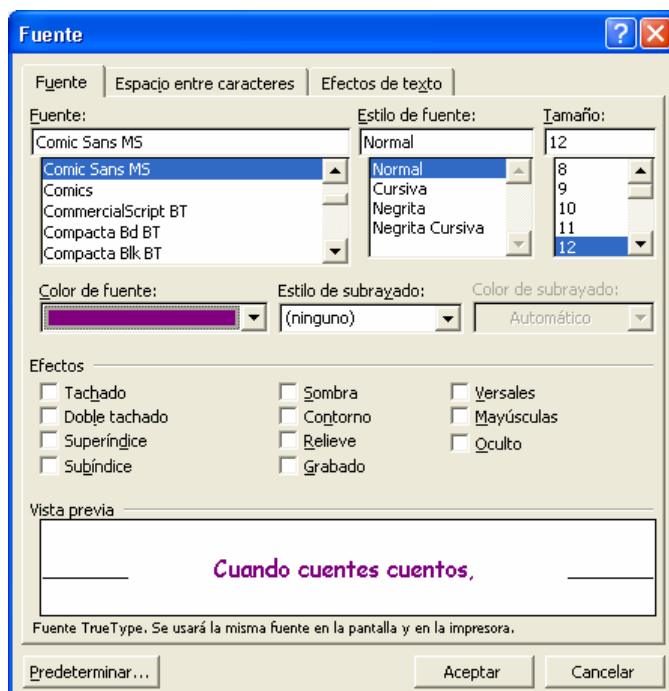 Fuente
Fuente Espacio entre caracteres Efectos de texto
Fuente: Estilo de fuente: Tamaño:
Comic Sans MS Normal 12
Comic Sans MS Normal 8
Comics Cursiva 9
CommercialScript BT Negrita 10
Compacta Bd BT Negrita Cursiva 11
Compacta Blk BT 12
Color de fuente: Estilo de subrayado: Color de subrayado:
(ninguno) Automático
Efectos
Tachado Sombra Versales
Doble tachado Contorno Mayúsculas
Superíndice Relieve Oculto
Subíndice Grabado
Vista previa
Cuando cuentes cuentos,
Fuente TrueType. Se usará la misma fuente en la pantalla y en la impresora.
Predeterminar... Aceptar Cancelar